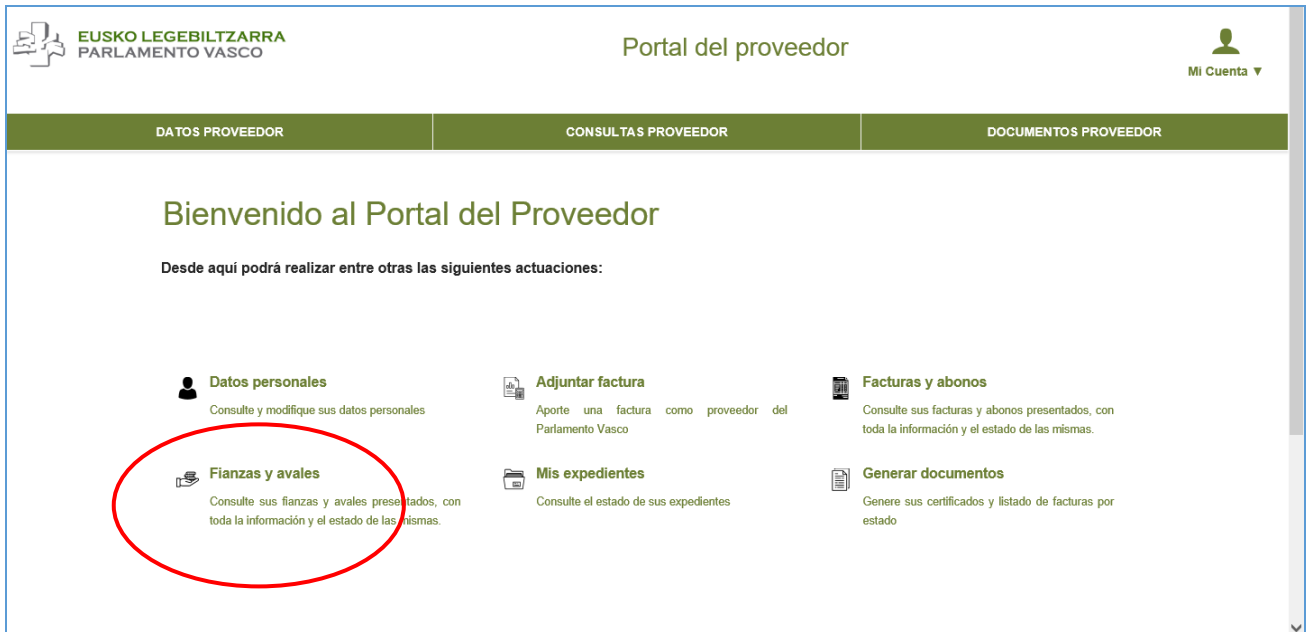 EUSKO LEGEBILTZARRA
PARLAMENTO VASCO
Portal del proveedor
Mi Cuenta ▼
DATOS PROVEEDOR
CONSULTAS PROVEEDOR
DOCUMENTOS PROVEEDOR
Bienvenido al Portal del Proveedor
Desde aquí podrá realizar entre otras las siguientes actuaciones:
Datos personales
Consulte y modifique sus datos personales
Adjuntar factura
Aporte una factura como proveedor del
Parlamento Vasco
Facturas y abonos
Consulte sus facturas y abonos presentados, con
toda la información y el estado de las mismas.
Fianzas y avales
Consulte sus fianzas y avales presentados, con
toda la información y el estado de las mismas.
Mis expedientes
Consulte el estado de sus expedientes
Generar documentos
Genere sus certificados y listado de facturas por
estado